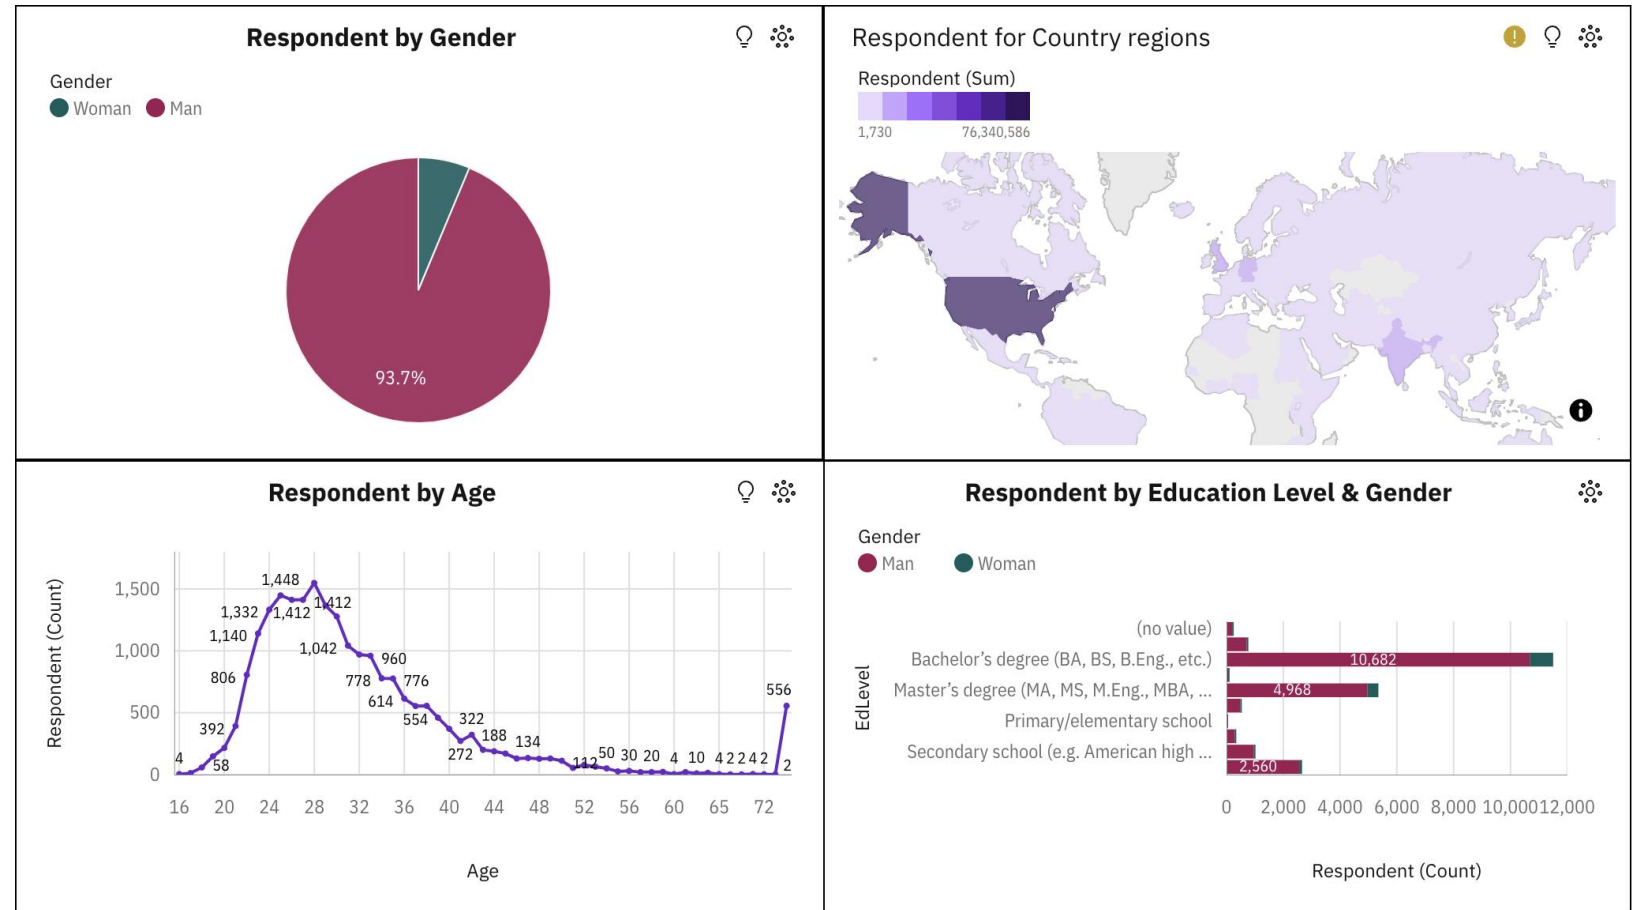 Respondent by Gender
Gender
Woman Man
93.7%
Respondent for Country regions
Respondent (Sum)
1,730 76,340,586
Respondent by Age
Respondent (Count)
1,500
1,000
500
0
4
58
392
806
1,140
1,332
1,448
1,412
1,412
1,042
960
778
776
614
554
322
272
188
134
112
50
30
20
4
10
4
2
2
4
2
556
2
16 20 24 28 32 36 40 44 48 52 56 60 65 72
Age
Respondent by Education Level & Gender
Gender
Man Woman
EdLevel
(no value)
Bachelor's degree (BA, BS, B.Eng., etc.) 10,682
Master's degree (MA, MS, M.Eng., MBA, ... 4,968
Primary/elementary school
Secondary school (e.g. American high ...
2,560
0 2,000 4,000 6,000 8,000 10,000 12,000
Respondent (Count)